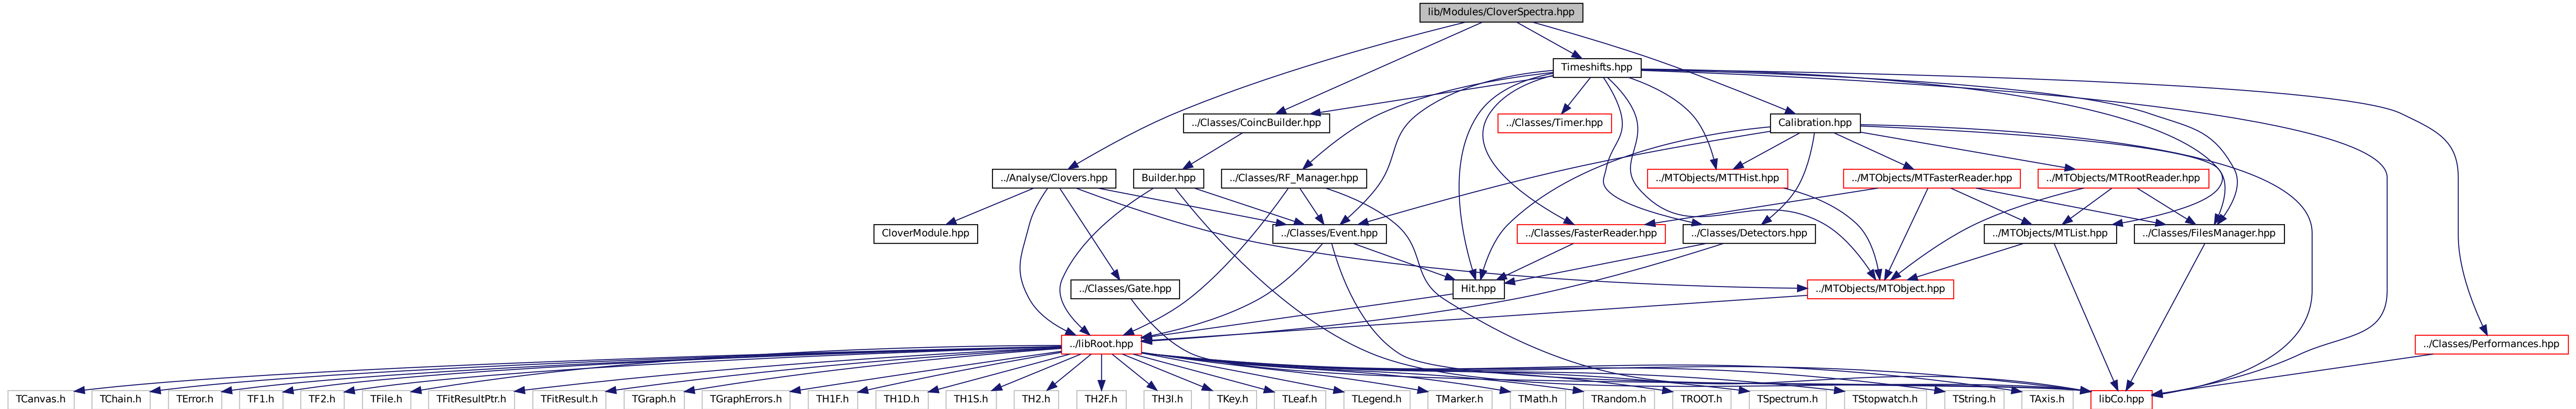 lib/Modules/CloverSpectra.hpp
Timeshifts.hpp
../Classes/CoincBuilder.hpp
../Classes/Timer.hpp
Calibration.hpp
../Analyse/Clovers.hpp
Builder.hpp
../Classes/RF_Manager.hpp
../MTObjects/MTTHist.hpp
../MTObjects/MTFasterReader.hpp
../MTObjects/MTRootReader.hpp
CloverModule.hpp
../Classes/Event.hpp
../Classes/FasterReader.hpp
../Classes/Detectors.hpp
../MTObjects/MTList.hpp
../Classes/FilesManager.hpp
../Classes/Gate.hpp
Hit.hpp
../MTObjects/MTObject.hpp
../libRoot.hpp
../Classes/Performances.hpp
TCanvas.h
TChain.h
TError.h
TF1.h
TF2.h
TFile.h
TFitResultPtr.h
TFitResult.h
TGraph.h
TGraphErrors.h
TH1F.h
TH1D.h
TH1S.h
TH2.h
TH2F.h
TH3I.h
TKey.h
TLeaf.h
TLegend.h
TMarker.h
TMath.h
TRandom.h
TROOT.h
TSpectrum.h
TStopwatch.h
TString.h
TAxis.h
libCo.hpp